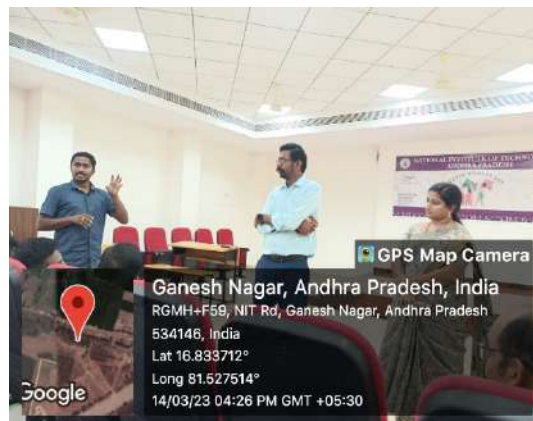 NATIONAL INSTITUTE OF TECHNOLOGY
ANDHRA PRADESH
GPS Map Camera
Ganesh Nagar, Andhra Pradesh, India
RGMH+F59, NIT Rd, Ganesh Nagar, Andhra Pradesh
534146, India
Lat 16.833712°
Long 81.527514°
14/03/23 04:26 PM GMT +05:30
Google